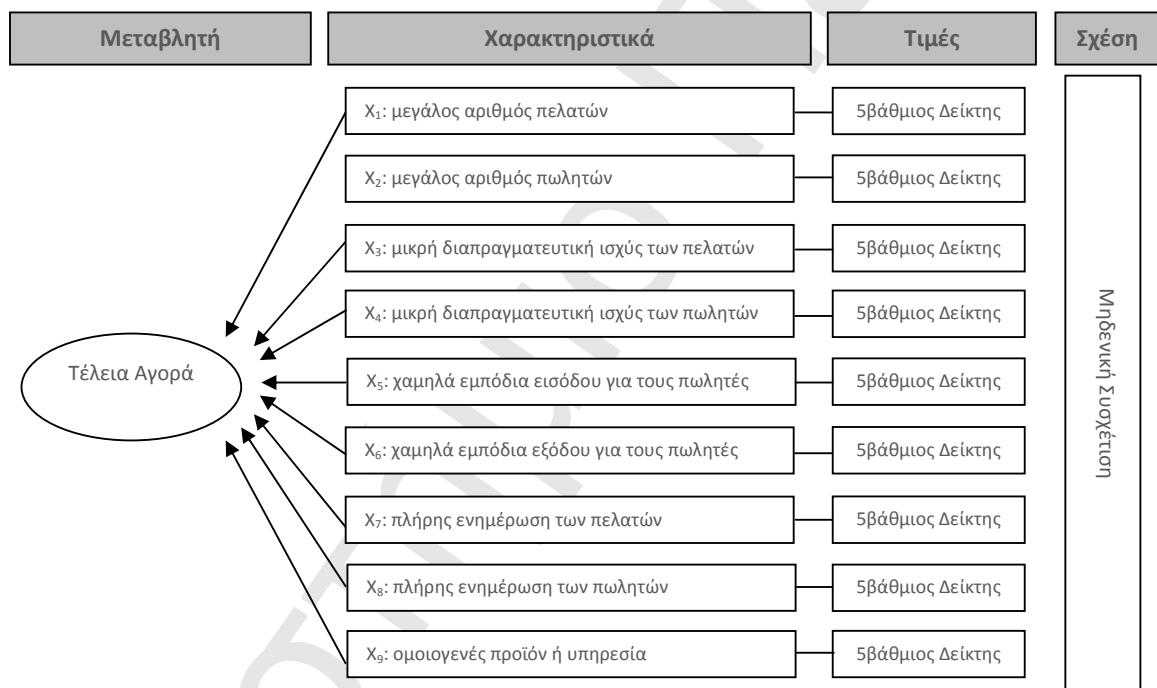 Μεταβλητή Χαρακτηριστικά Τιμές Σχέση
X₁: μεγάλος αριθμός πελατών 5βάθμιος Δείκτης
X₂: μεγάλος αριθμός πωλητών 5βάθμιος Δείκτης
X₃: μικρή διαπραγματευτική ισχύς των πελατών 5βάθμιος Δείκτης
X₄: μικρή διαπραγματευτική ισχύς των πωλητών 5βάθμιος Δείκτης
Τέλεια Αγορά
X₅: χαμηλά εμπόδια εισόδου για τους πωλητές 5βάθμιος Δείκτης
X₆: χαμηλά εμπόδια εξόδου για τους πωλητές 5βάθμιος Δείκτης
X₇: πλήρης ενημέρωση των πελατών 5βάθμιος Δείκτης
X₈: πλήρης ενημέρωση των πωλητών 5βάθμιος Δείκτης
X₉: ομοιογενές προϊόν ή υπηρεσία 5βάθμιος Δείκτης
Μηδενική Συσχέτιση